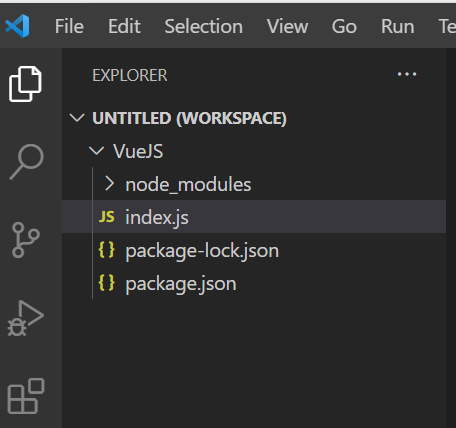 File Edit Selection View Go Run Te
EXPLORER ...
UNTITLED (WORKSPACE)
VueJS
node_modules
JS index.js
{} package-lock.json
{} package.json